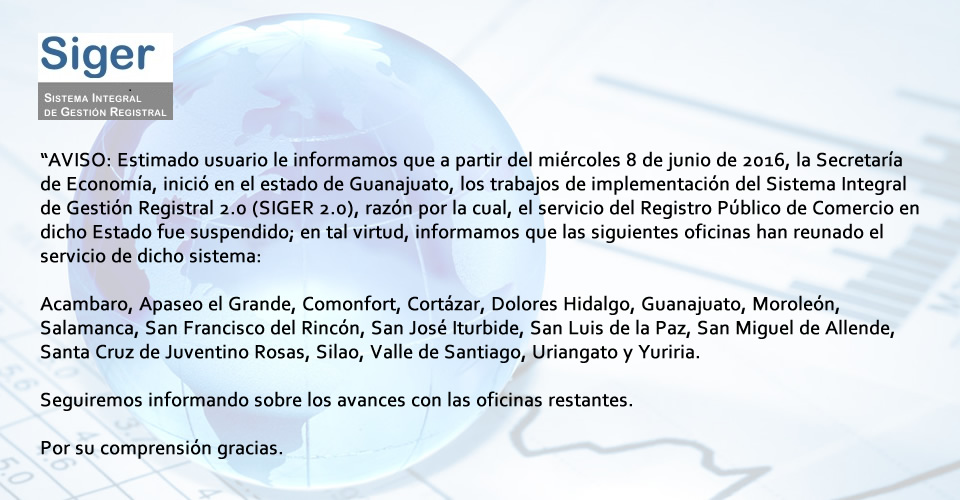 Siger
SISTEMA INTEGRAL
DE GESTIÓN REGISTRAL
“AVISO: Estimado usuario le informamos que a partir del miércoles 8 de junio de 2016, la Secretaría
de Economía, inició en el estado de Guanajuato, los trabajos de implementación del Sistema Integral
de Gestión Registral 2.0 (SIGER 2.0), razón por la cual, el servicio del Registro Público de Comercio en
dicho Estado fue suspendido; en tal virtud, informamos que las siguientes oficinas han reunado el
servicio de dicho sistema:
Acambaro, Apaseo el Grande, Comonfort, Cortázar, Dolores Hidalgo, Guanajuato, Moroleón,
Salamanca, San Francisco del Rincón, San José Iturbide, San Luis de la Paz, San Miguel de Allende,
Santa Cruz de Juventino Rosas, Silao, Valle de Santiago, Uriangato y Yuriria.
Seguiremos informando sobre los avances con las oficinas restantes.
Por su comprensión gracias.